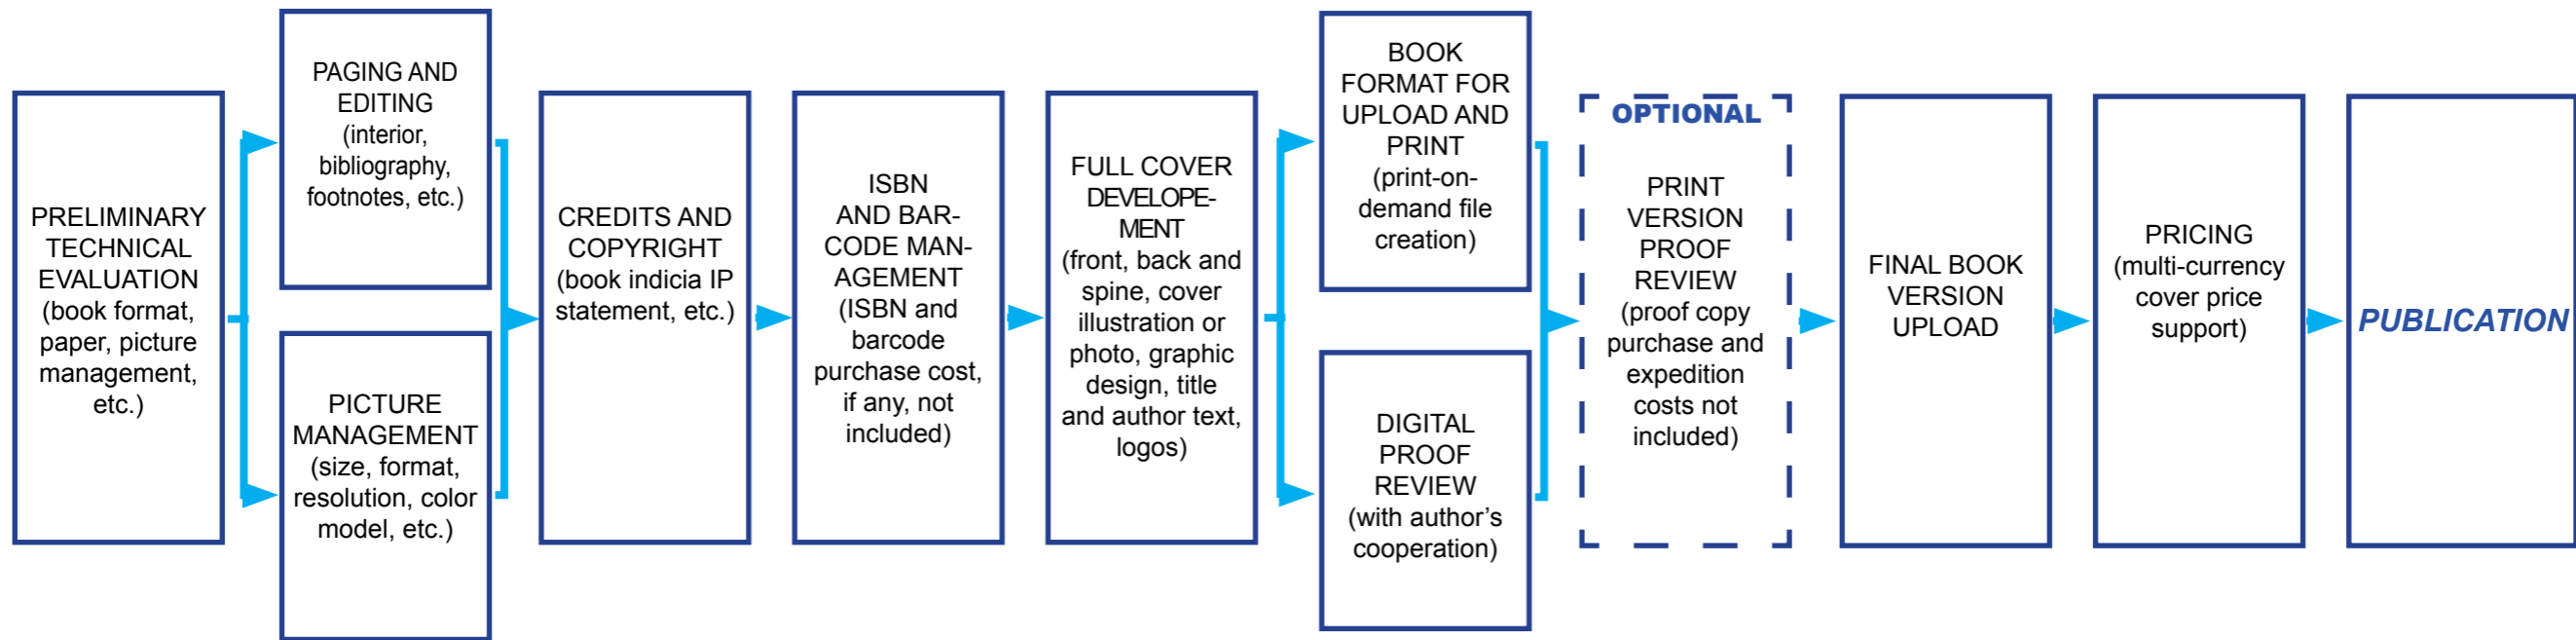 PRELIMINARY
TECHNICAL
EVALUATION
(book format,
paper, picture
management,
etc.)
PAGING AND
EDITING
(interior,
bibliography,
footnotes, etc.)
PICTURE
MANAGEMENT
(size, format,
resolution, color
model, etc.)
CREDITS AND
COPYRIGHT
(book indicia IP
statement, etc.)
ISBN
AND BAR-
CODE MAN-
AGEMENT
(ISBN and
barcode
purchase cost,
if any, not
included)
FULL COVER
DEVELOPE-
MENT
(front, back and
spine, cover
illustration or
photo, graphic
design, title
and author text,
logos)
BOOK
FORMAT FOR
UPLOAD AND
PRINT
(print-on-
demand file
creation)
DIGITAL
PROOF
REVIEW
(with author’s
cooperation)
OPTIONAL
PRINT
VERSION
PROOF
REVIEW
(proof copy
purchase and
expedition
costs not
included)
FINAL BOOK
VERSION
UPLOAD
PRICING
(multi-currency
cover price
support)
PUBLICATION